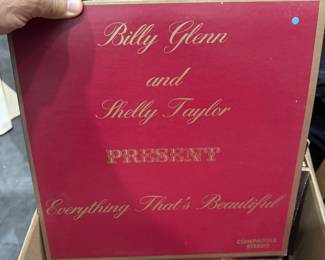 Billy Glenn
and
Shelly Taylor
PRESENT
Everything That's Beautiful
COMPATIBLE
STEREO